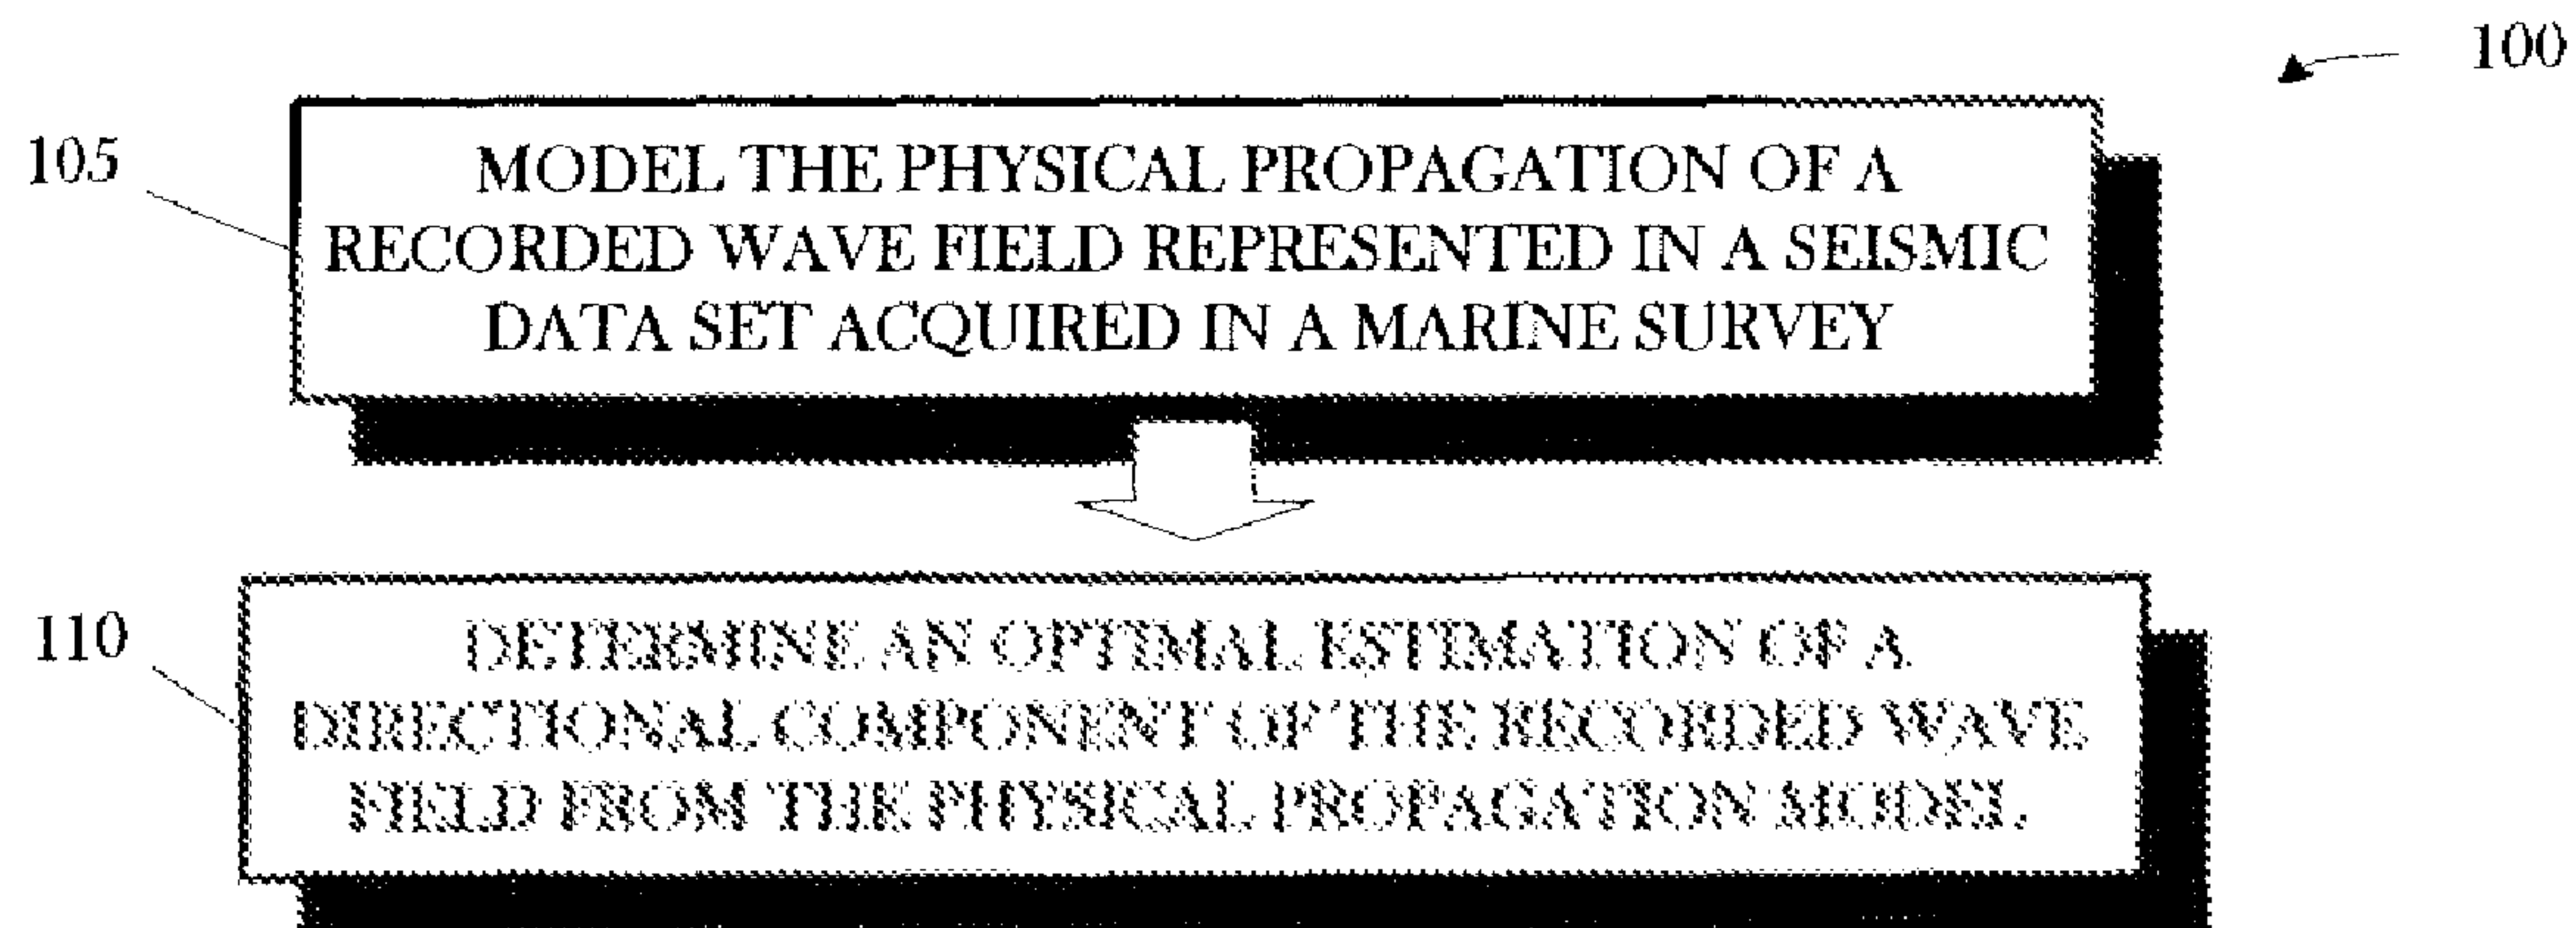 100
105
MODEL THE PHYSICAL PROPAGATION OF A
RECORDED WAVE FIELD REPRESENTED IN A SEISMIC
DATA SET ACQUIRED IN A MARINE SURVEY
110
DETERMINE AN OPTIMAL ESTIMATION OF A
DIRECTIONAL COMPONENT OF THE RECORDED WAVE
FIELD FROM THE PHYSICAL PROPAGATION MODEL